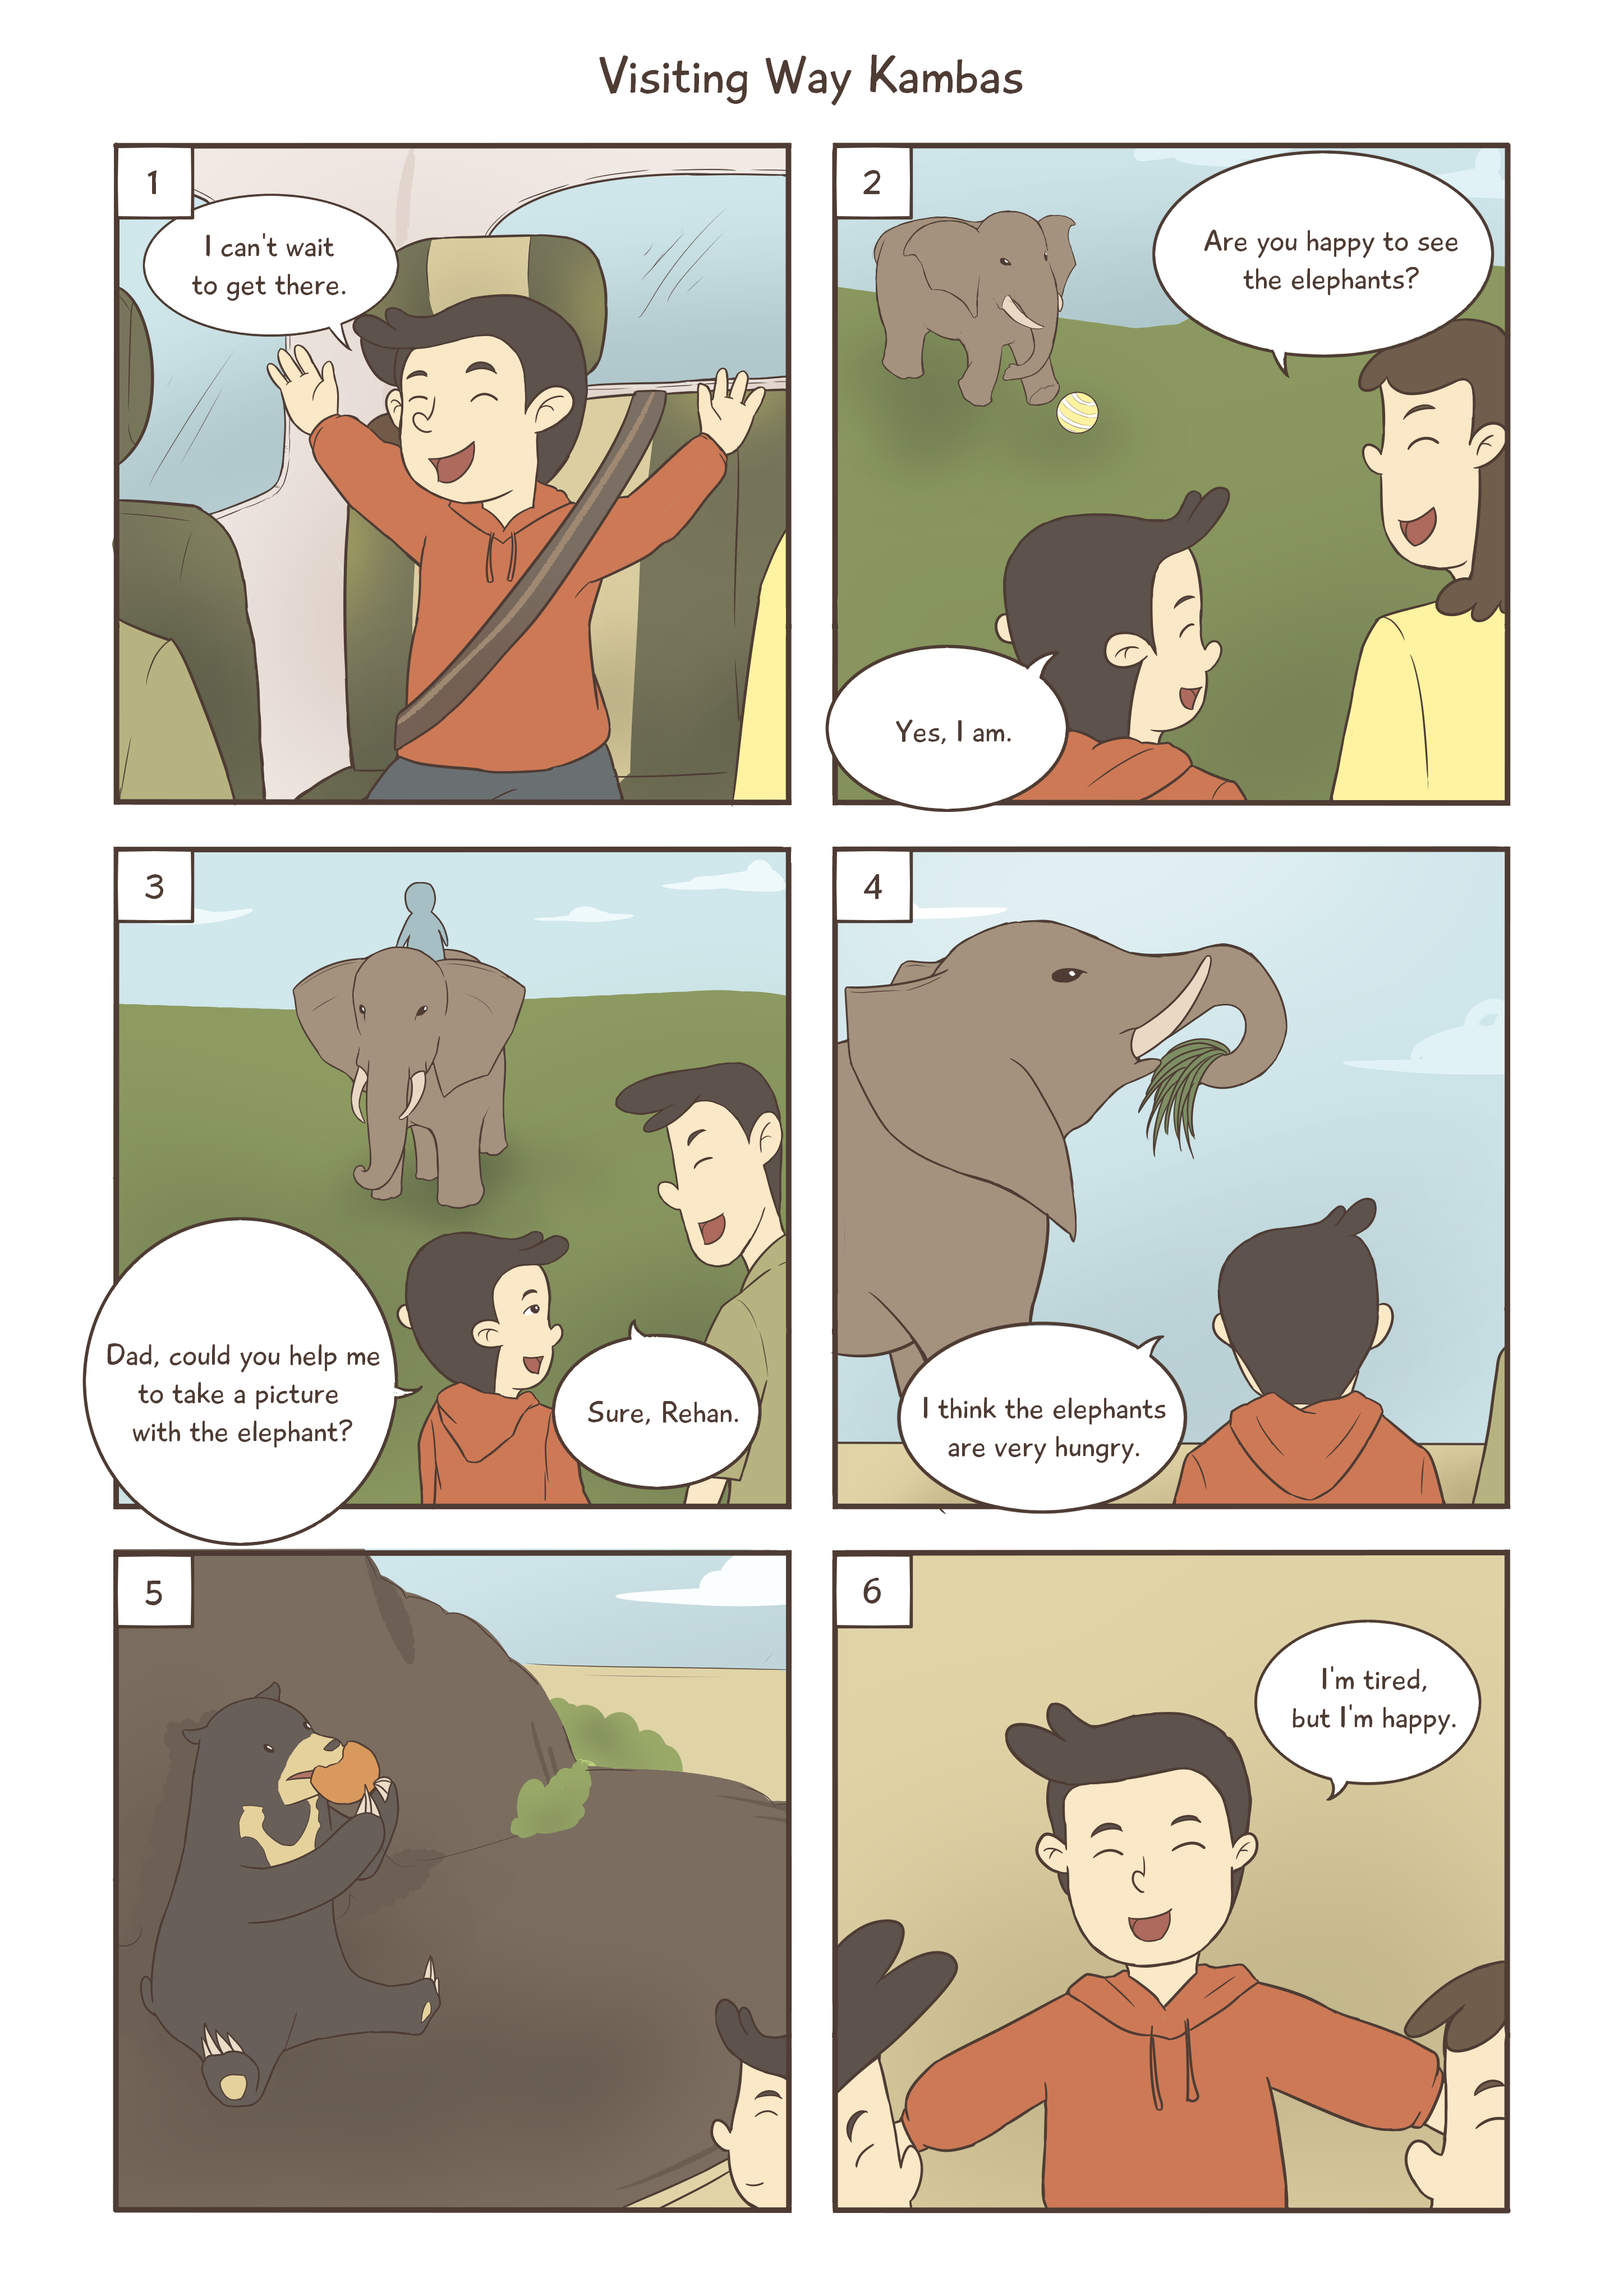 Visiting Way Kambas
1
I can't wait
to get there.
2
Are you happy to see
the elephants?
Yes, I am.
3
Dad, could you help me
to take a picture
with the elephant?
Sure, Rehan.
4
I think the elephants
are very hungry.
5
6
I'm tired,
but I'm happy.